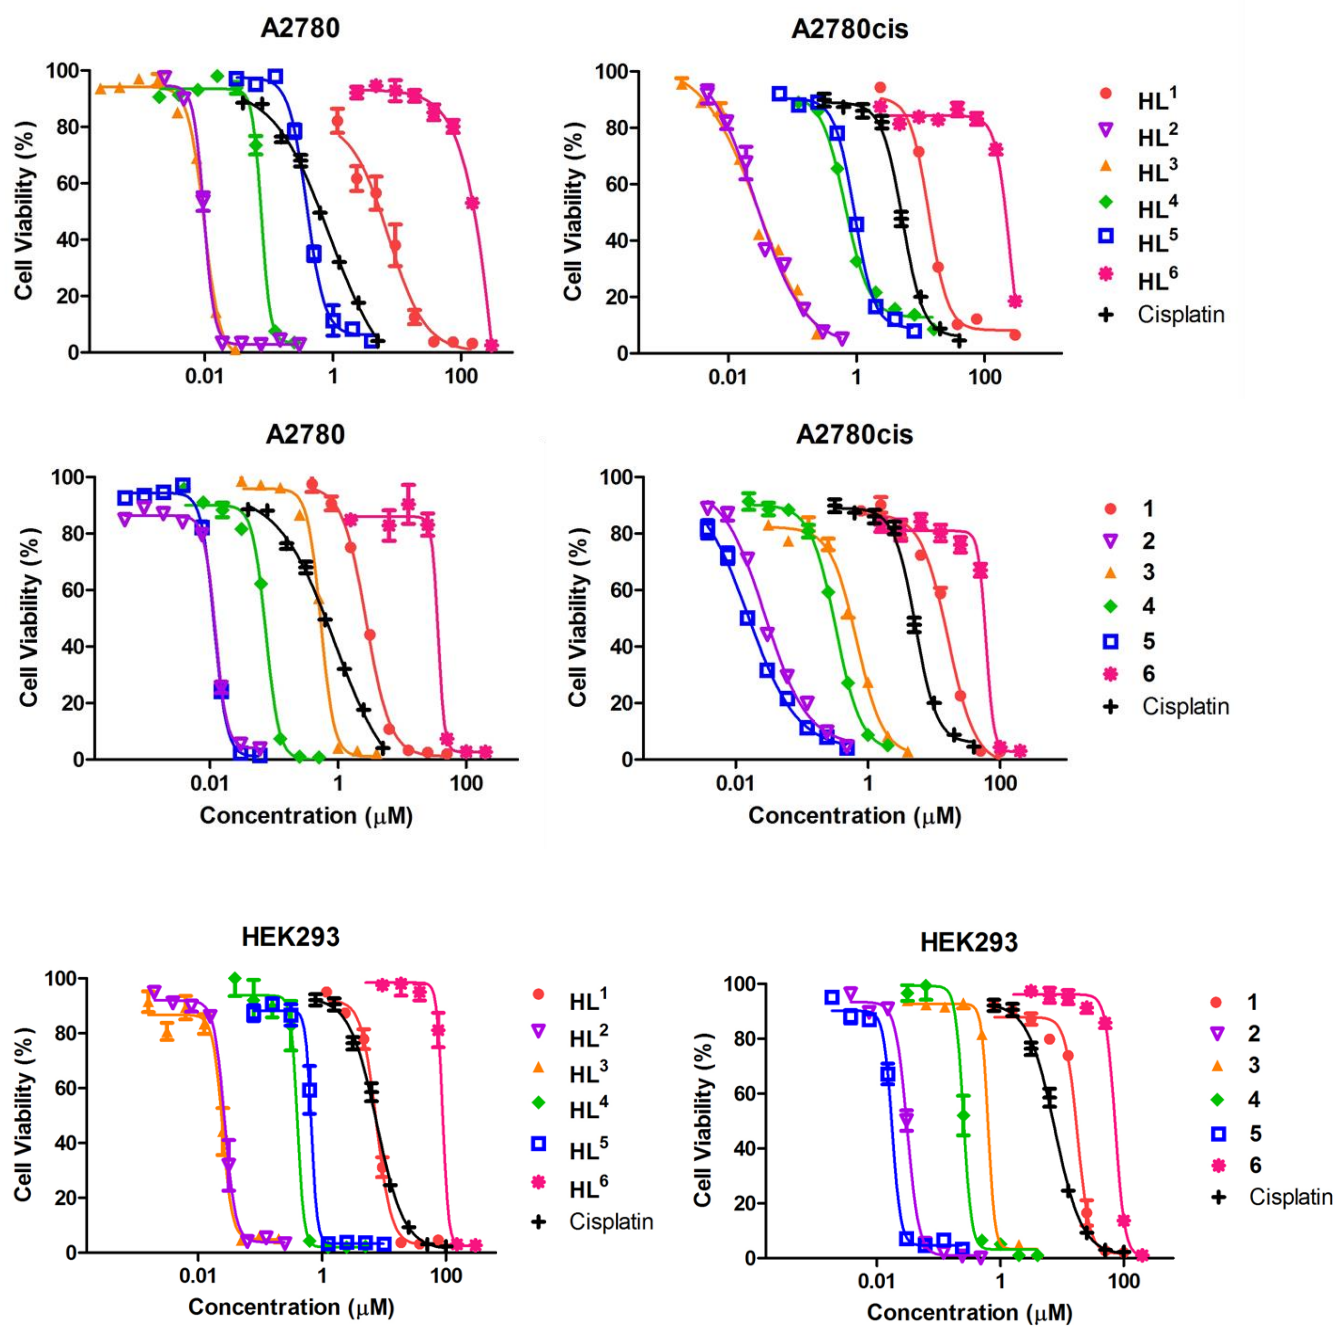 A2780
A2780cis
Cell Viability (%)
100
80
60
40
20
0
0.01 1 100
Cell Viability (%)
100
80
60
40
20
0
0.01 1 100
HL¹
HL²
HL³
HL⁴
HL⁵
HL⁶
Cisplatin
A2780
A2780cis
Cell Viability (%)
100
80
60
40
20
0
0.01 1 100
Concentration (μM)
Cell Viability (%)
100
80
60
40
20
0
0.01 1 100
Concentration (μM)
1
2
3
4
5
6
Cisplatin
HEK293
Cell Viability (%)
100
80
60
40
20
0
0.01 1 100
Concentration (μM)
HL¹
HL²
HL³
HL⁴
HL⁵
HL⁶
Cisplatin
HEK293
Cell Viability (%)
100
80
60
40
20
0
0.01 1 100
Concentration (μM)
1
2
3
4
5
6
Cisplatin